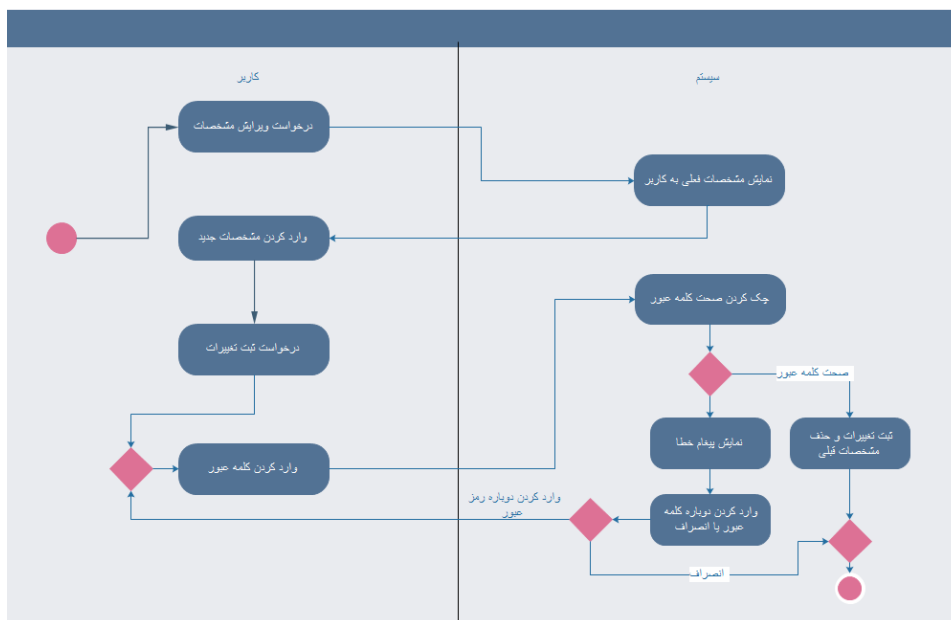 کاربر
سیستم
درخواست ویرایش مشخصات
نمایش مشخصات فعلی به کاربر
وارد کردن مشخصات جدید
چک کردن صحت کلمه عبور
درخواست ثبت تغییرات
صحت کلمه عبور
نمایش پیغام خطا
ثبت تغییرات و حذف
مشخصات قبلی
وارد کردن کلمه عبور
وارد کردن دوباره رمز
عبور
وارد کردن دوباره کلمه
عبور یا انصراف
انصراف